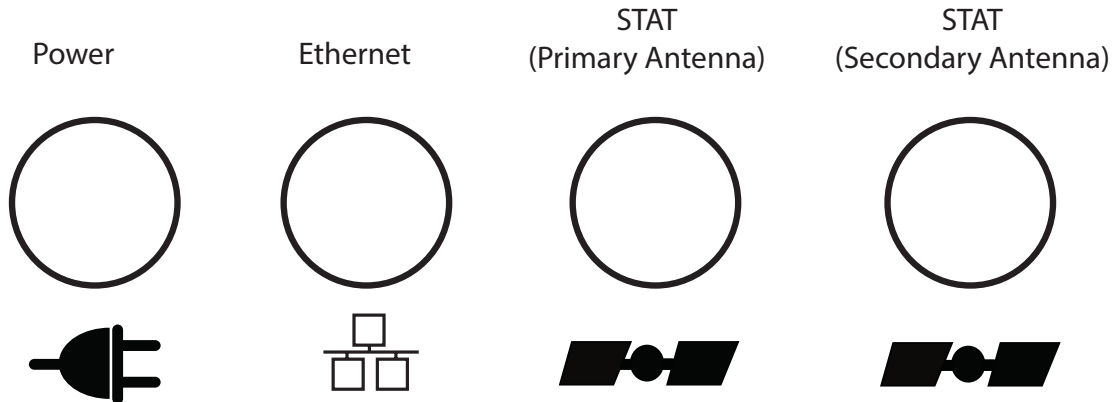 Power
Ethernet
STAT
(Primary Antenna)
STAT
(Secondary Antenna)